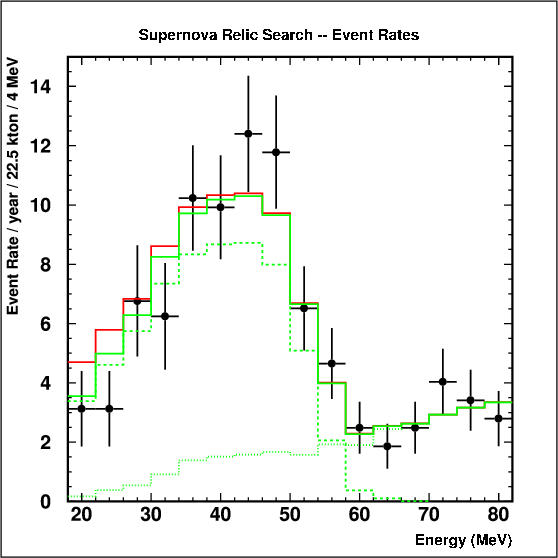 Supernova Relic Search -- Event Rates
Event Rate / year / 22.5 kton / 4 MeV
14
12
10
8
6
4
2
0
20 30 40 50 60 70 80
Energy (MeV)